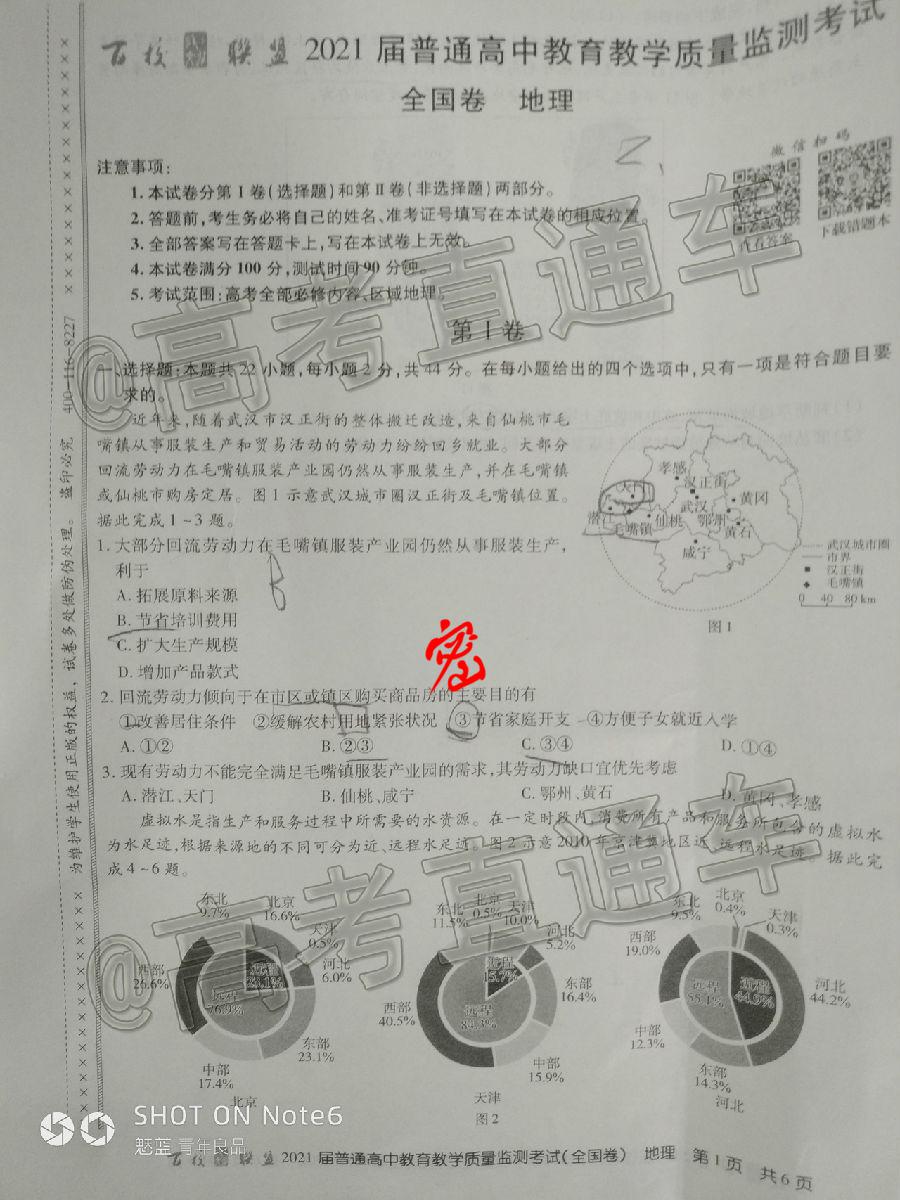 百校联盟 2021 届普通高中教育教学质量监测考试
全国卷 地理
微信扫码
下载错题本
注意事项：
1. 本试卷分第Ⅰ卷(选择题)和第Ⅱ卷(非选择题)两部分。
2. 答题前,考生务必将自己的姓名、准考证号填写在本试卷的相应位置。
3. 全部答案写在答题卡上,写在本试卷上无效。
4. 本试卷满分 100 分,测试时间 90 分钟。
5. 考试范围：高考全部必修内容、区域地理。
@高考直通车
第Ⅰ卷
一、选择题：本题共 22 小题,每小题 2 分,共 44 分。在每小题给出的四个选项中,只有一项是符合题目要
求的。
近年来,随着武汉市汉正街的整体搬迁改造,来自仙桃市毛
嘴镇从事服装生产和贸易活动的劳动力纷纷回乡就业。大部分
回流劳动力在毛嘴镇服装产业园仍然从事服装生产,并在毛嘴镇
或仙桃市购房定居。图 1 示意武汉城市圈汉正街及毛嘴镇位置。
据此完成 1~3 题。
孝感
汉正街
武汉
黄冈
仙桃
鄂州
毛嘴镇
黄石
咸宁
武汉城市圈
市界
汉正街
毛嘴镇
0 40 80 km
图 1
1. 大部分回流劳动力在毛嘴镇服装产业园仍然从事服装生产,
利于
A. 拓展原料来源
B. 节省培训费用
C. 扩大生产规模
D. 增加产品款式
B
2. 回流劳动力倾向于在市区或镇区购买商品房的主要目的有
①改善居住条件 ②缓解农村用地紧张状况 ③节省家庭开支 ④方便子女就近入学
A. ①② B. ②③ C. ③④ D. ①④
3. 现有劳动力不能完全满足毛嘴镇服装产业园的需求,其劳动力缺口宜优先考虑
A. 潜江、天门 B. 仙桃、咸宁 C. 鄂州、黄石 D. 黄冈、孝感
虚拟水是指生产和服务过程中所需要的水资源。在一定时段内,消费所有产品和服务所包含的虚拟水
为水足迹,根据来源地的不同可分为近、远程水足迹。图 2 示意 2010 年京津冀地区近、远程水足迹。据此完
成 4~6 题。
@高考直通车
东北 9.7%
北京 16.6%
天津 0.5%
河北 6.0%
东部 23.1%
中部 17.4%
西部 26.6%
远程 76.9%
北京
东北 11.5%
北京 0.5%
天津 10.0%
河北 5.2%
东部 16.4%
中部 15.9%
西部 40.5%
15.7%
远程 84.3%
天津
东北 9.5%
北京 0.4%
天津 0.3%
河北 44.2%
东部 14.3%
中部 12.3%
西部 19.0%
远程 55.1%
44.9%
河北
图 2
为维护学生使用正版的权益, 试卷多处做防伪处理。 盗印必究 400-116-8227
SHOT ON Note6
魅蓝 青年良品
百校联盟 2021 届普通高中教育教学质量监测考试(全国卷) 地理 第 1 页 共 6 页